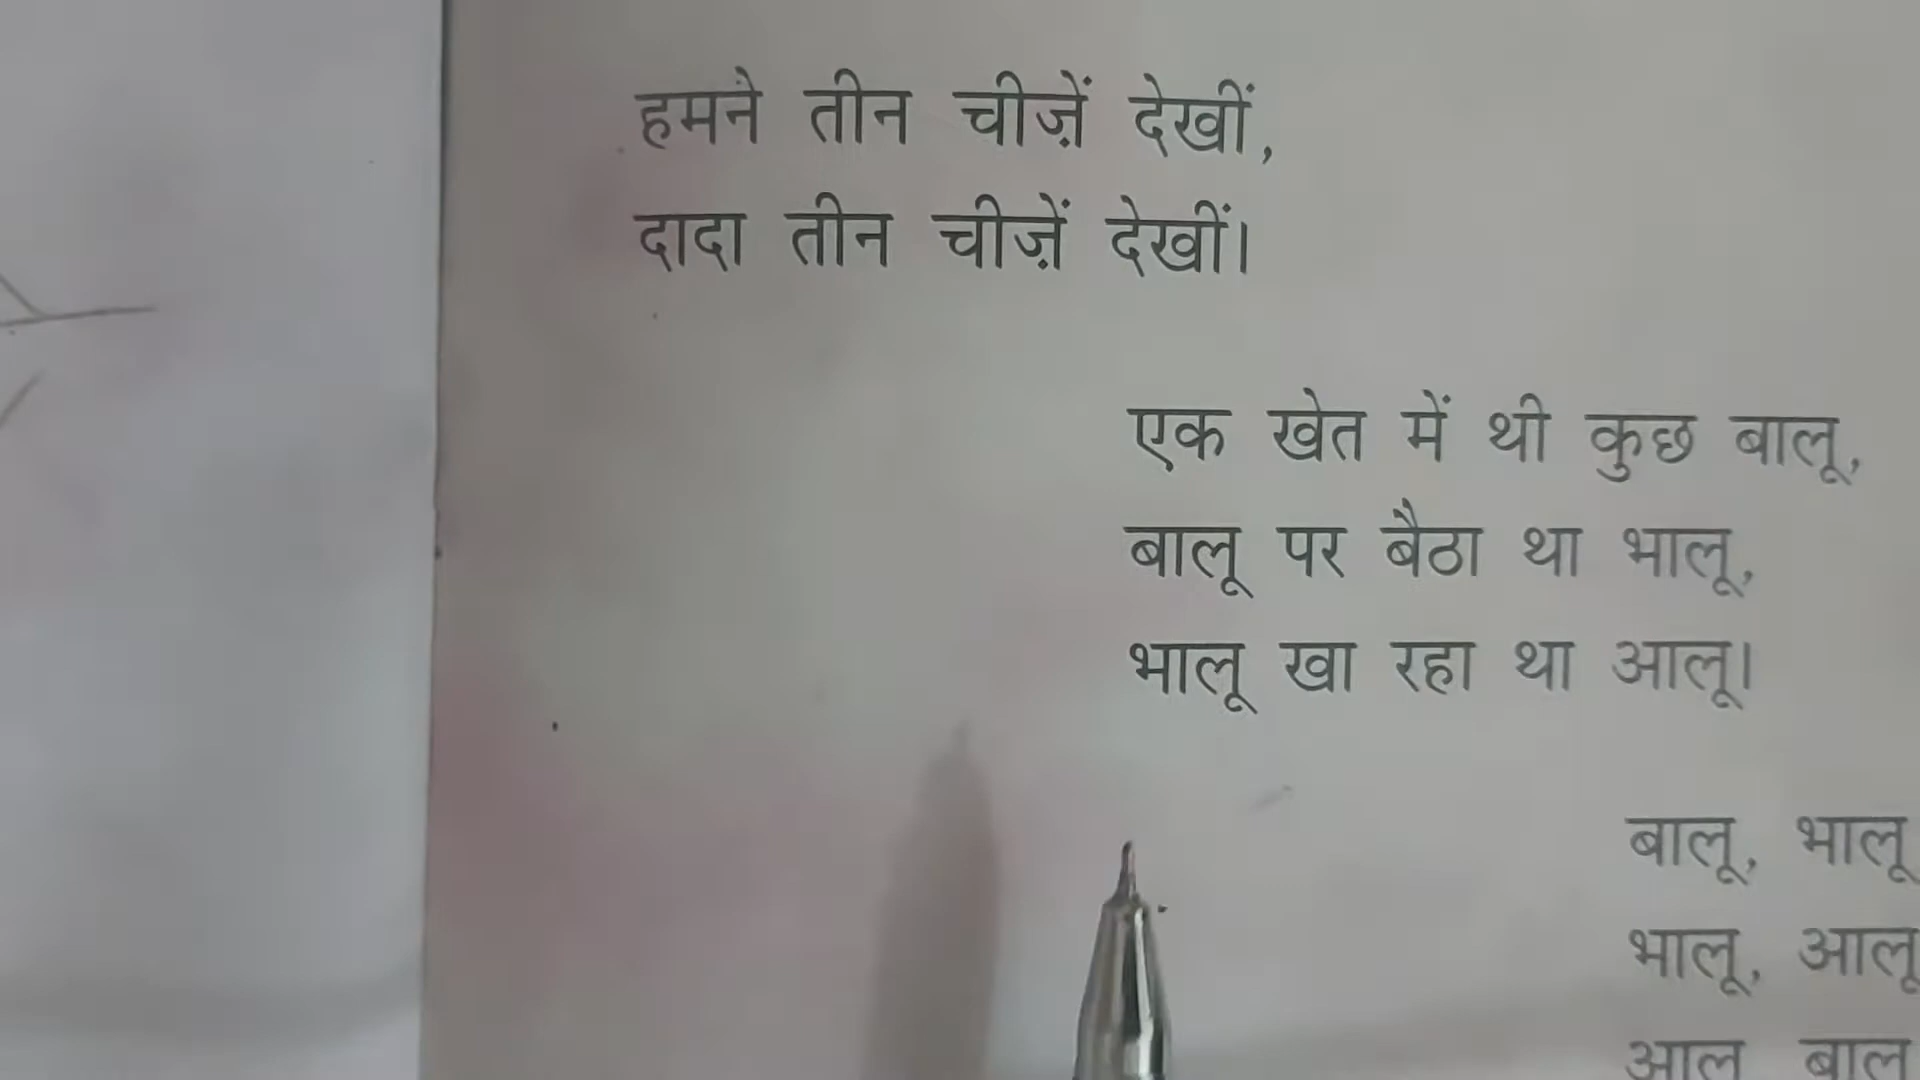 हमने तीन चीज़ें देखीं,
दादा तीन चीज़ें देखीं।
एक खेत में थी कुछ बालू,
बालू पर बैठा था भालू,
भालू खा रहा था आलू।
बालू, भालू
भालू, आलू